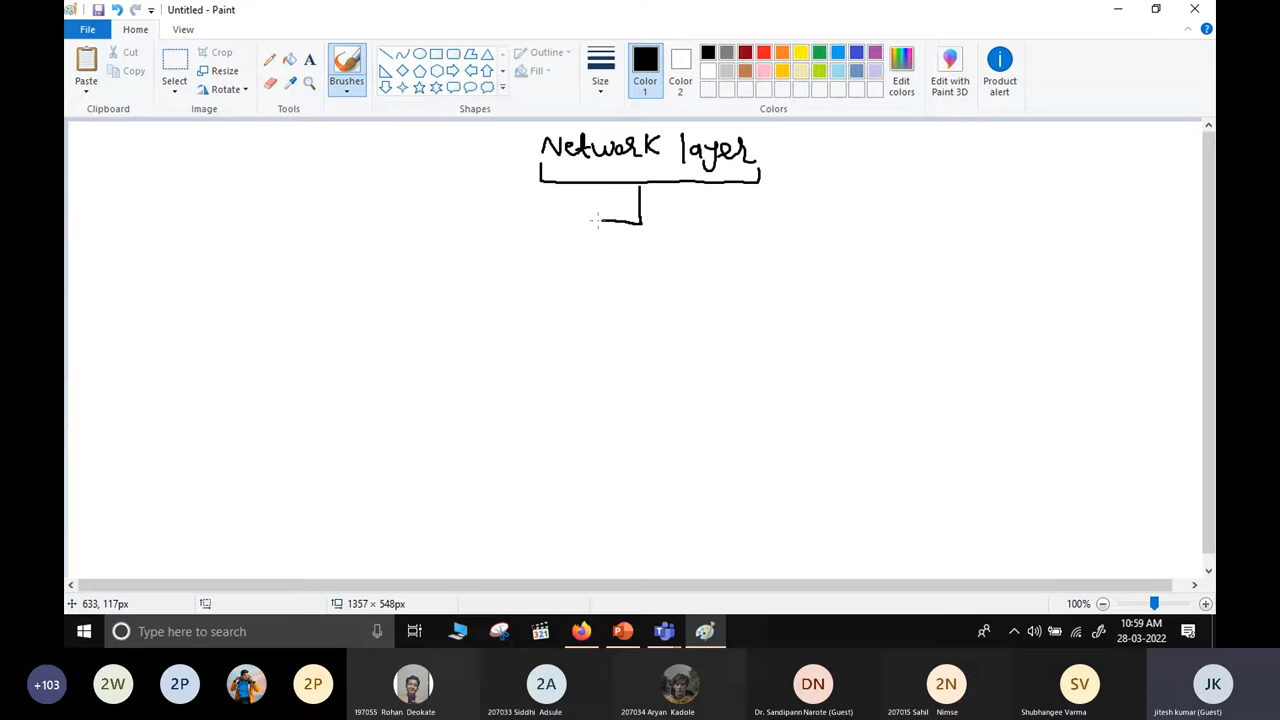 Untitled - Paint
File Home View
Paste
Cut
Copy
Clipboard
Select
Crop
Resize
Rotate
Image
A
Tools
Brushes
Outline
Fill
Shapes
Size
Color 1
Color 2
Edit colors
Colors
Edit with Paint 3D
Product alert
Network layer
633, 117px
1357 × 548px
100%
Type here to search
321
10:59 AM
28-03-2022
+103
2W
2P
2P
197055 Rohan Deokate
2A
207033 Siddhi Adsule
207034 Aryan Kadole
DN
Dr. Sandipann Narote (Guest)
2N
207015 Sahil Nimse
SV
Shubhangee Varma
JK
jitesh kumar (Guest)